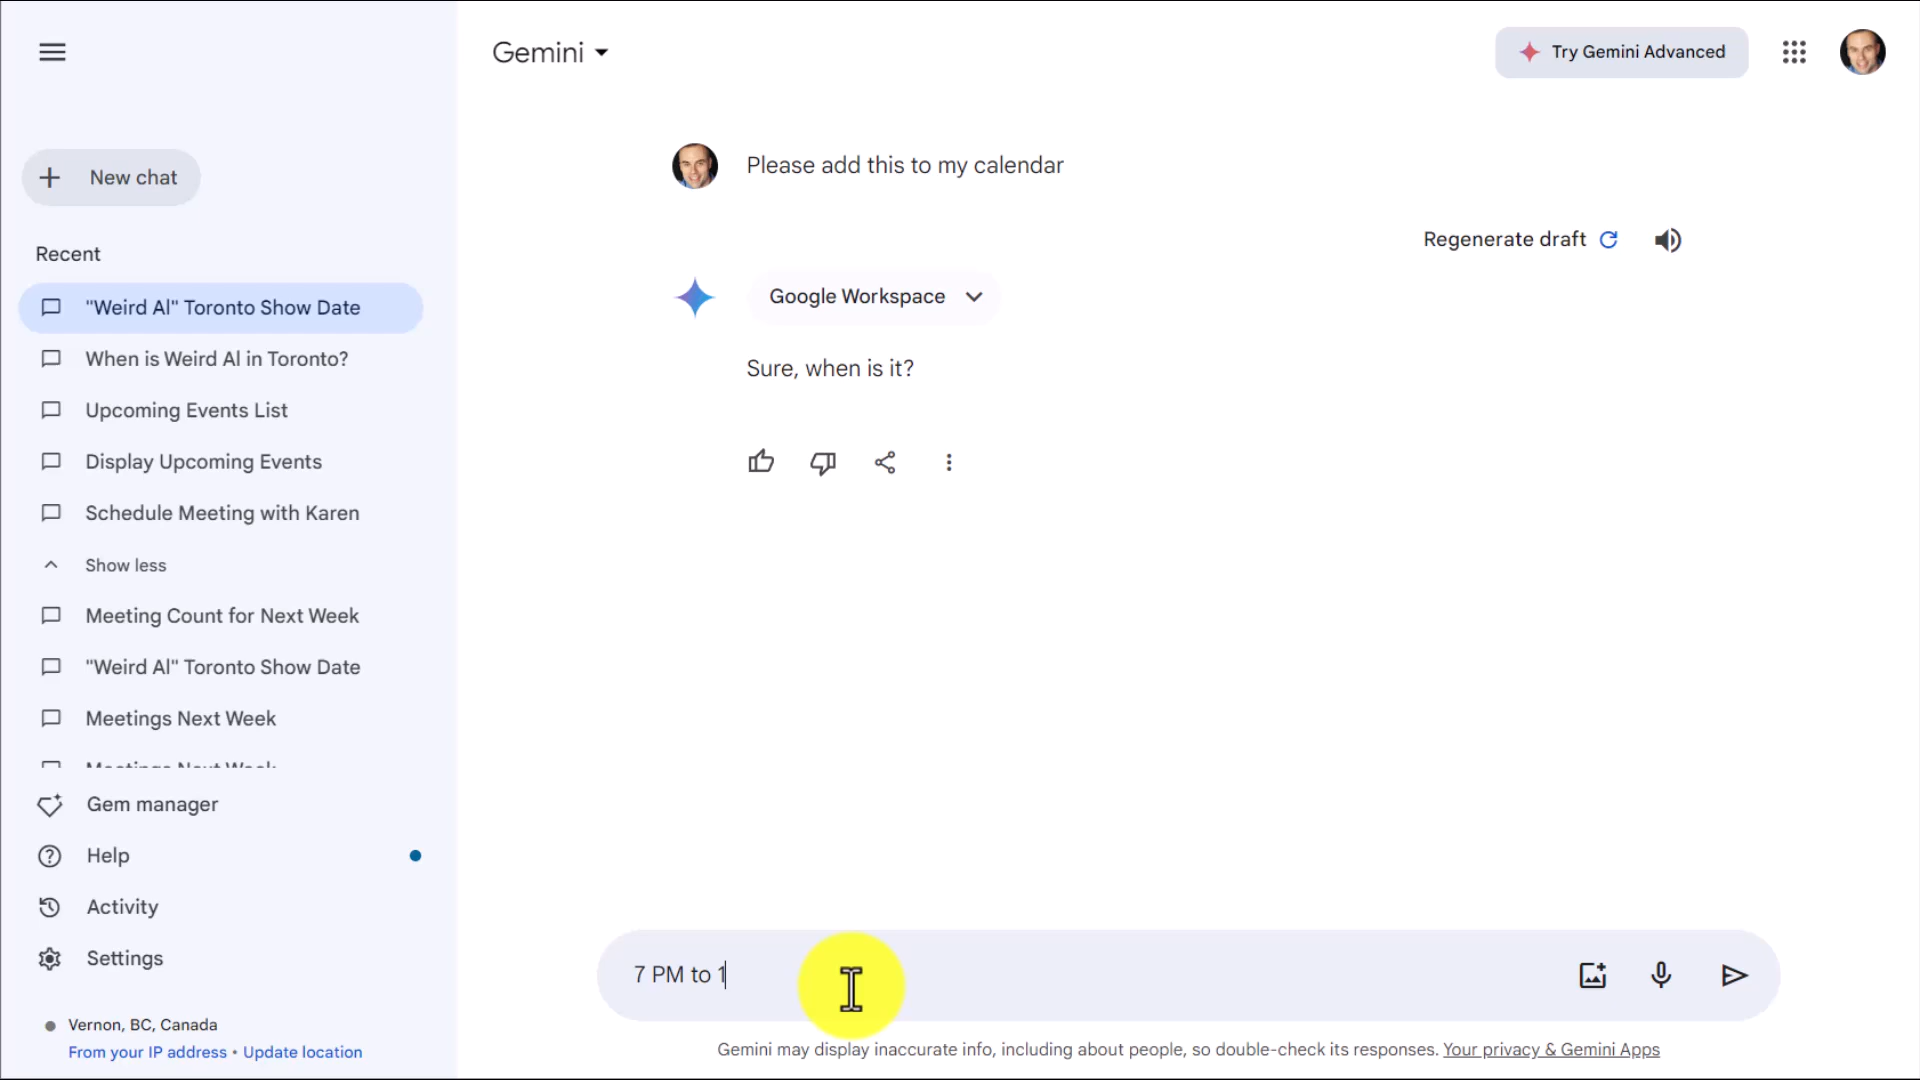 Gemini
Try Gemini Advanced
New chat
Recent
"Weird Al" Toronto Show Date
When is Weird Al in Toronto?
Upcoming Events List
Display Upcoming Events
Schedule Meeting with Karen
Show less
Meeting Count for Next Week
"Weird Al" Toronto Show Date
Meetings Next Week
Meetings Next Week
Gem manager
Help
Activity
Settings
Vernon, BC, Canada
From your IP address • Update location
Please add this to my calendar
Regenerate draft
Google Workspace
Sure, when is it?
7 PM to 1
Gemini may display inaccurate info, including about people, so double-check its responses. Your privacy & Gemini Apps